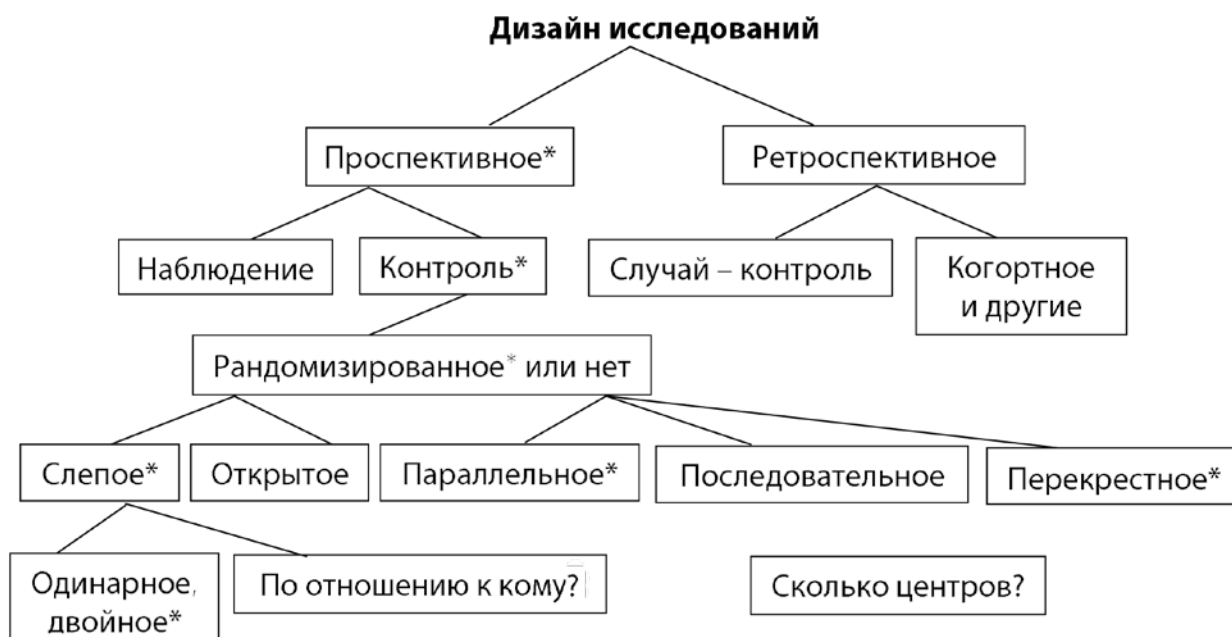 Дизайн исследований
Проспективное*
Ретроспективное
Наблюдение
Контроль*
Случай – контроль
Когортное
и другие
Рандомизированное* или нет
Слепое*
Открытое
Параллельное*
Последовательное
Перекрестное*
Одинарное,
двойное*
По отношению к кому?
Сколько центров?